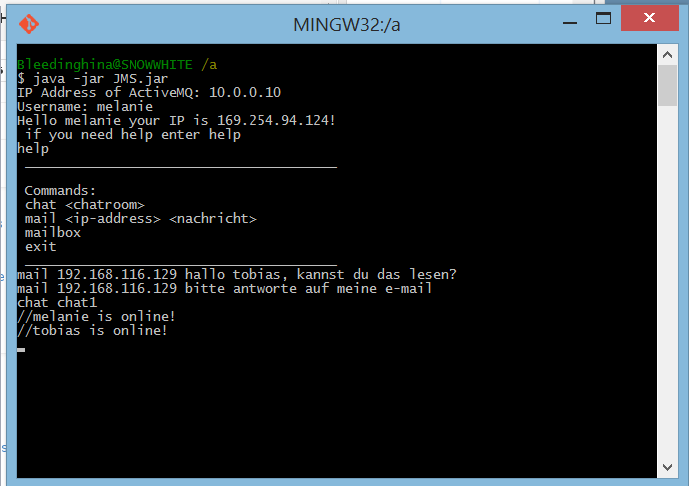 MINGW32:/a
Bleedinghina@SNOWWHITE /a
$ java -jar JMS.jar
IP Address of ActiveMQ: 10.0.0.10
Username: melanie
Hello melanie your IP is 169.254.94.124!
if you need help enter help
help
Commands:
chat <chatroom>
mail <ip-address> <nachricht>
mailbox
exit
mail 192.168.116.129 hallo tobias, kannst du das lesen?
mail 192.168.116.129 bitte antworte auf meine e-mail
chat chat1
//melanie is online!
//tobias is online!